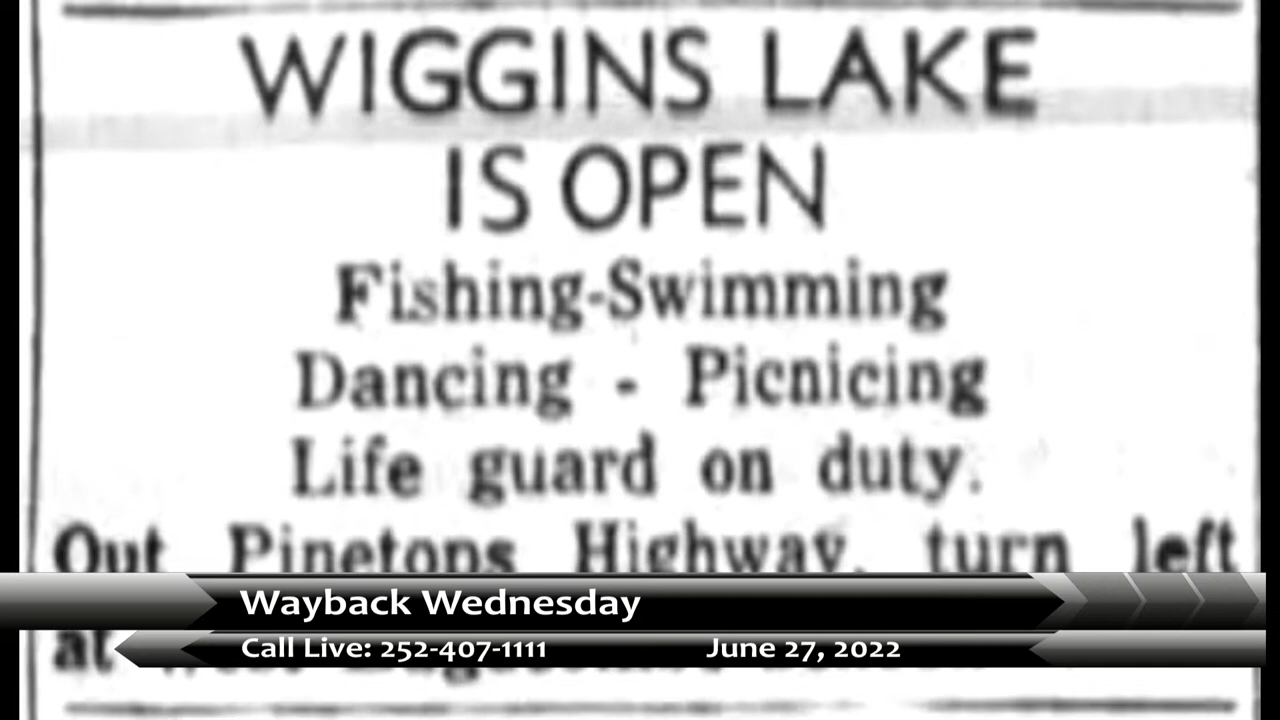 WIGGINS LAKE
IS OPEN
Fishing-Swimming
Dancing - Picnicing
Life guard on duty.
Out Pinetops Highway, turn left
at
Wayback Wednesday
Call Live: 252-407-1111 June 27, 2022